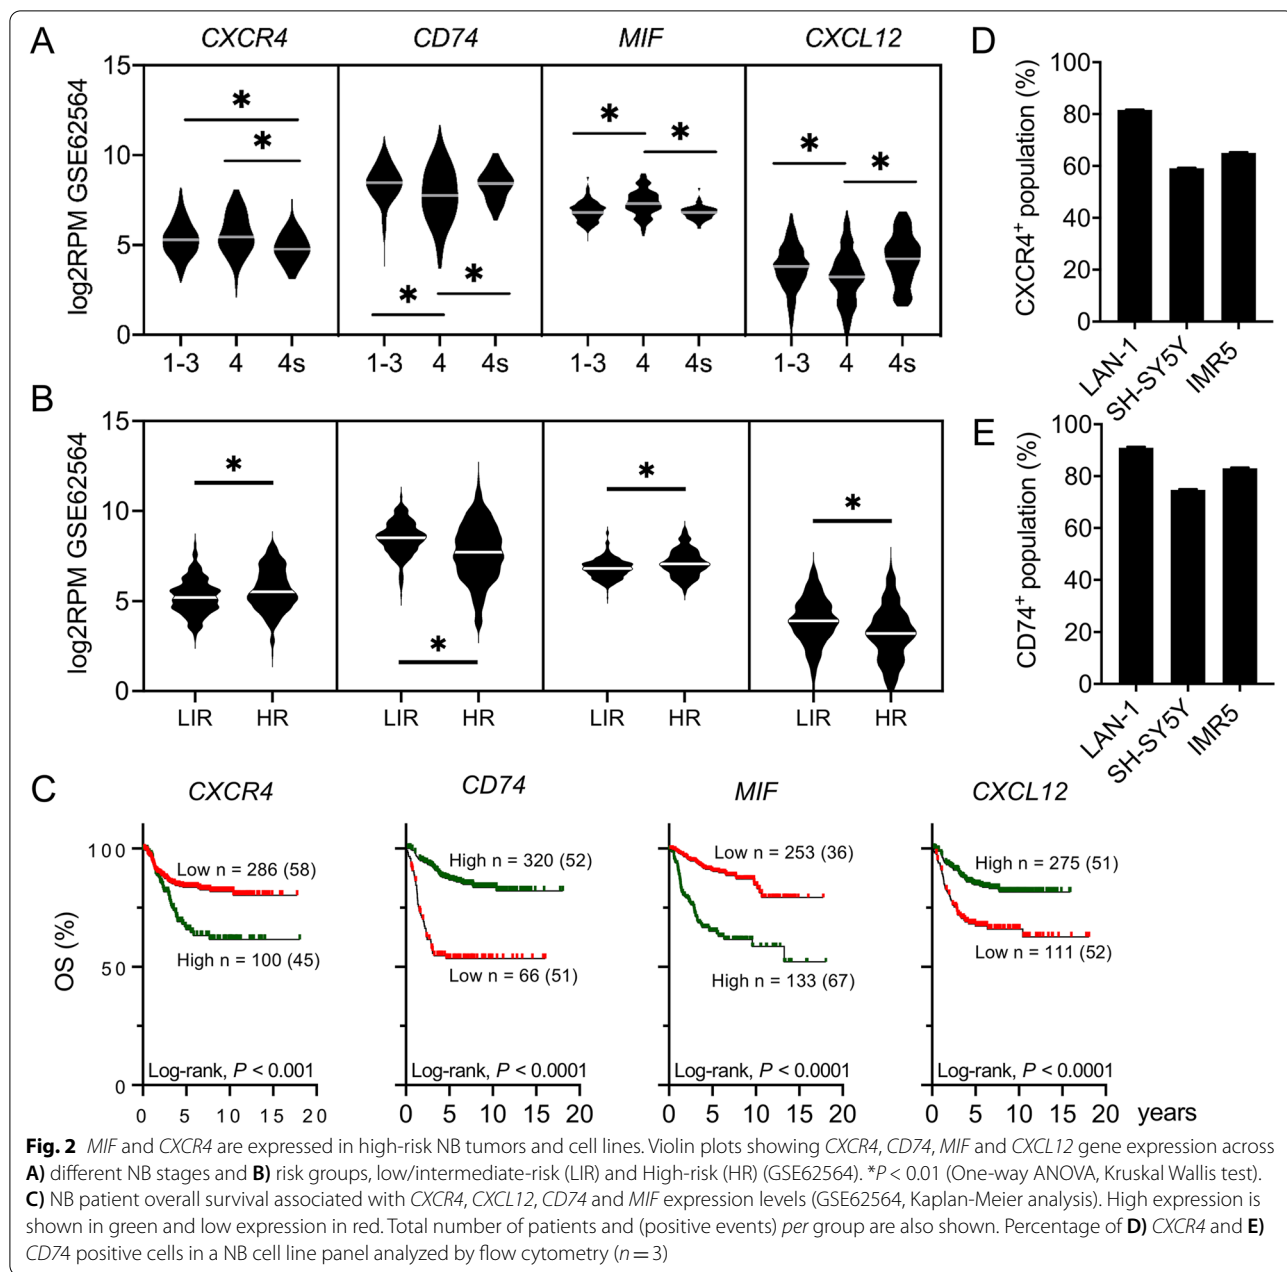 A
CXCR4 CD74 MIF CXCL12
log2RPM GSE62564
15
10
5
0
* * * * * * * *
1-3 4 4s 1-3 4 4s 1-3 4 4s 1-3 4 4s
B
log2RPM GSE62564
15
10
5
0
* * * *
LIR HR LIR HR LIR HR LIR HR
D
CXCR4+ population (%)
100
80
60
40
20
0
LAN-1 SH-SY5Y IMR5
E
CD74+ population (%)
100
80
60
40
20
0
LAN-1 SH-SY5Y IMR5
C
OS (%)
100
50
0
CXCR4
Low n = 286 (58)
High n = 100 (45)
Log-rank, P < 0.001
0 5 10 15 20
CD74
High n = 320 (52)
Low n = 66 (51)
Log-rank, P < 0.0001
0 5 10 15 20
MIF
Low n = 253 (36)
High n = 133 (67)
Log-rank, P < 0.0001
0 5 10 15 20
CXCL12
High n = 275 (51)
Low n = 111 (52)
Log-rank, P < 0.0001
0 5 10 15 20 years
Fig. 2 MIF and CXCR4 are expressed in high-risk NB tumors and cell lines. Violin plots showing CXCR4, CD74, MIF and CXCL12 gene expression across
A) different NB stages and B) risk groups, low/intermediate-risk (LIR) and High-risk (HR) (GSE62564). *P < 0.01 (One-way ANOVA, Kruskal Wallis test).
C) NB patient overall survival associated with CXCR4, CXCL12, CD74 and MIF expression levels (GSE62564, Kaplan-Meier analysis). High expression is
shown in green and low expression in red. Total number of patients and (positive events) per group are also shown. Percentage of D) CXCR4 and E)
CD74 positive cells in a NB cell line panel analyzed by flow cytometry (n = 3)